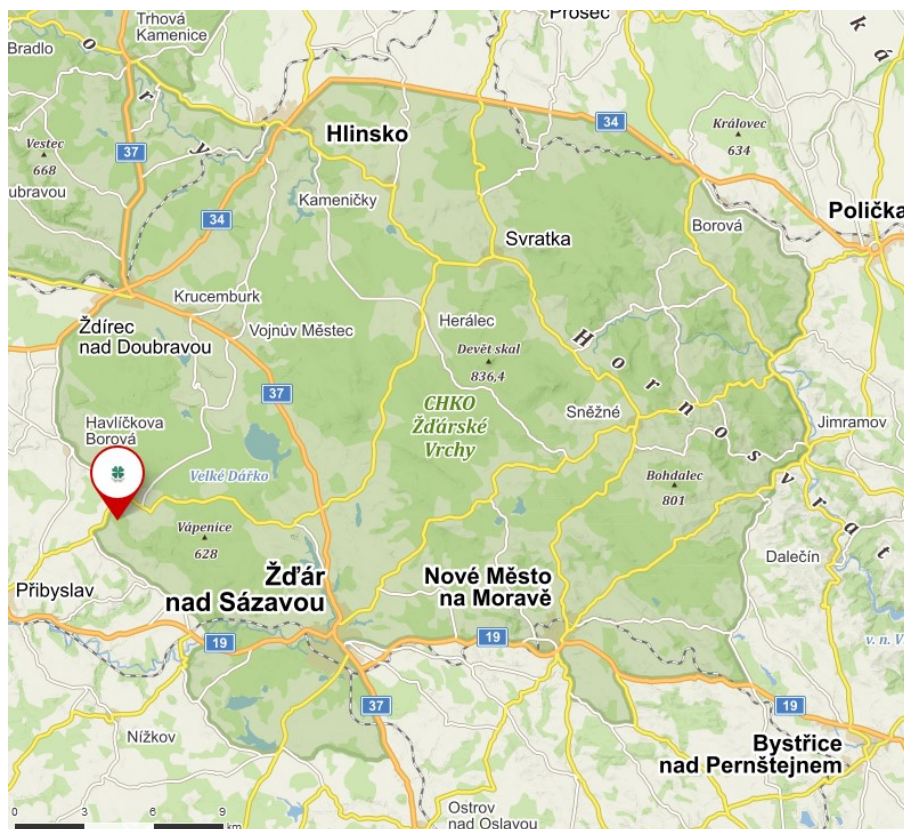 Trhová
Kamenice
Prosec
Bradlo
o
r
y
k
á
34
Královec
634
Vestec
668
37
Hlinsko
oubravou
Kameničky
Polička
34
Borová
Svratka
Krucemburk
Ždírec
nad Doubravou
Vojnův Městec
Herálec
H o r n o s v r a t
Devět skal
836,4
37
CHKO
Žďárské
Vrchy
Sněžné
Havlíčkova
Borová
Jimramov
Velké Dářko
Bohdalec
801
Vápenice
628
Dalečín
Přibyslav
Žďár
nad Sázavou
Nové Město
na Moravě
19
19
v. n. V
37
19
Nížkov
Bystřice
nad Pernštejnem
Ostrov
nad Oslavou
0 3 6 9
km